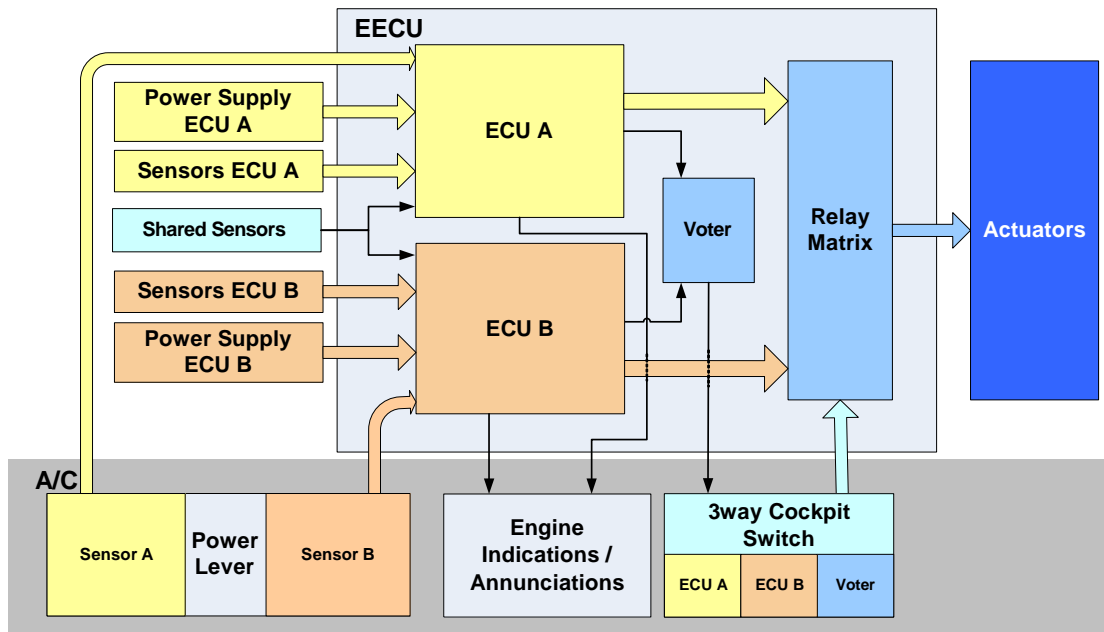 EECU
Power Supply
ECU A
ECU A
Sensors ECU A
Shared Sensors
Voter
Relay
Matrix
Actuators
Sensors ECU B
ECU B
Power Supply
ECU B
A/C
Sensor A
Power
Lever
Sensor B
Engine
Indications /
Annunciations
3way Cockpit
Switch
ECU A
ECU B
Voter